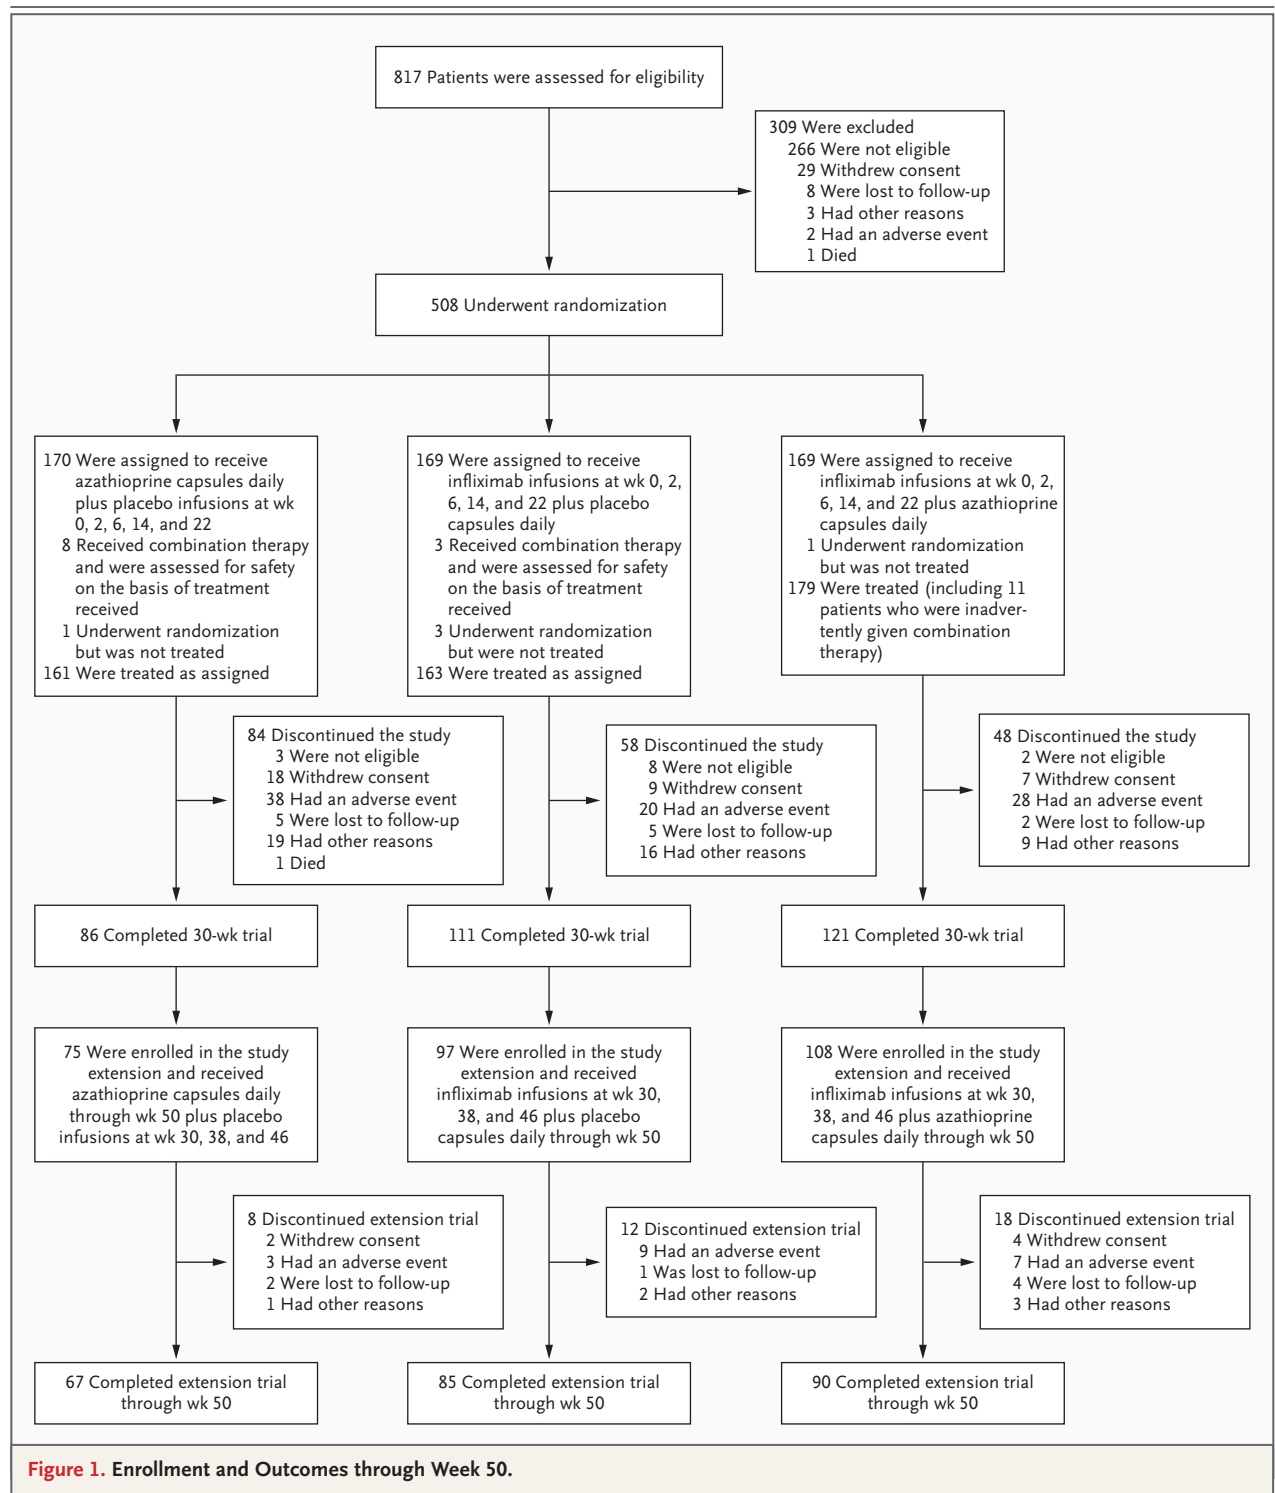 817 Patients were assessed for eligibility
309 Were excluded
266 Were not eligible
29 Withdrew consent
8 Were lost to follow-up
3 Had other reasons
2 Had an adverse event
1 Died
508 Underwent randomization
170 Were assigned to receive
azathioprine capsules daily
plus placebo infusions at wk
0, 2, 6, 14, and 22
8 Received combination therapy
and were assessed for safety
on the basis of treatment
received
1 Underwent randomization
but was not treated
161 Were treated as assigned
169 Were assigned to receive
infliximab infusions at wk 0, 2,
6, 14, and 22 plus placebo
capsules daily
3 Received combination therapy
and were assessed for safety
on the basis of treatment
received
3 Underwent randomization
but were not treated
163 Were treated as assigned
169 Were assigned to receive
infliximab infusions at wk 0, 2,
6, 14, and 22 plus azathioprine
capsules daily
1 Underwent randomization
but was not treated
179 Were treated (including 11
patients who were inadver-
tently given combination
therapy)
84 Discontinued the study
3 Were not eligible
18 Withdrew consent
38 Had an adverse event
5 Were lost to follow-up
19 Had other reasons
1 Died
58 Discontinued the study
8 Were not eligible
9 Withdrew consent
20 Had an adverse event
5 Were lost to follow-up
16 Had other reasons
48 Discontinued the study
2 Were not eligible
7 Withdrew consent
28 Had an adverse event
2 Were lost to follow-up
9 Had other reasons
86 Completed 30-wk trial
111 Completed 30-wk trial
121 Completed 30-wk trial
75 Were enrolled in the study
extension and received
azathioprine capsules daily
through wk 50 plus placebo
infusions at wk 30, 38, and 46
97 Were enrolled in the study
extension and received
infliximab infusions at wk 30,
38, and 46 plus placebo
capsules daily through wk 50
108 Were enrolled in the study
extension and received
infliximab infusions at wk 30,
38, and 46 plus azathioprine
capsules daily through wk 50
8 Discontinued extension trial
2 Withdrew consent
3 Had an adverse event
2 Were lost to follow-up
1 Had other reasons
12 Discontinued extension trial
9 Had an adverse event
1 Was lost to follow-up
2 Had other reasons
18 Discontinued extension trial
4 Withdrew consent
7 Had an adverse event
4 Were lost to follow-up
3 Had other reasons
67 Completed extension trial
through wk 50
85 Completed extension trial
through wk 50
90 Completed extension trial
through wk 50
Figure 1. Enrollment and Outcomes through Week 50.